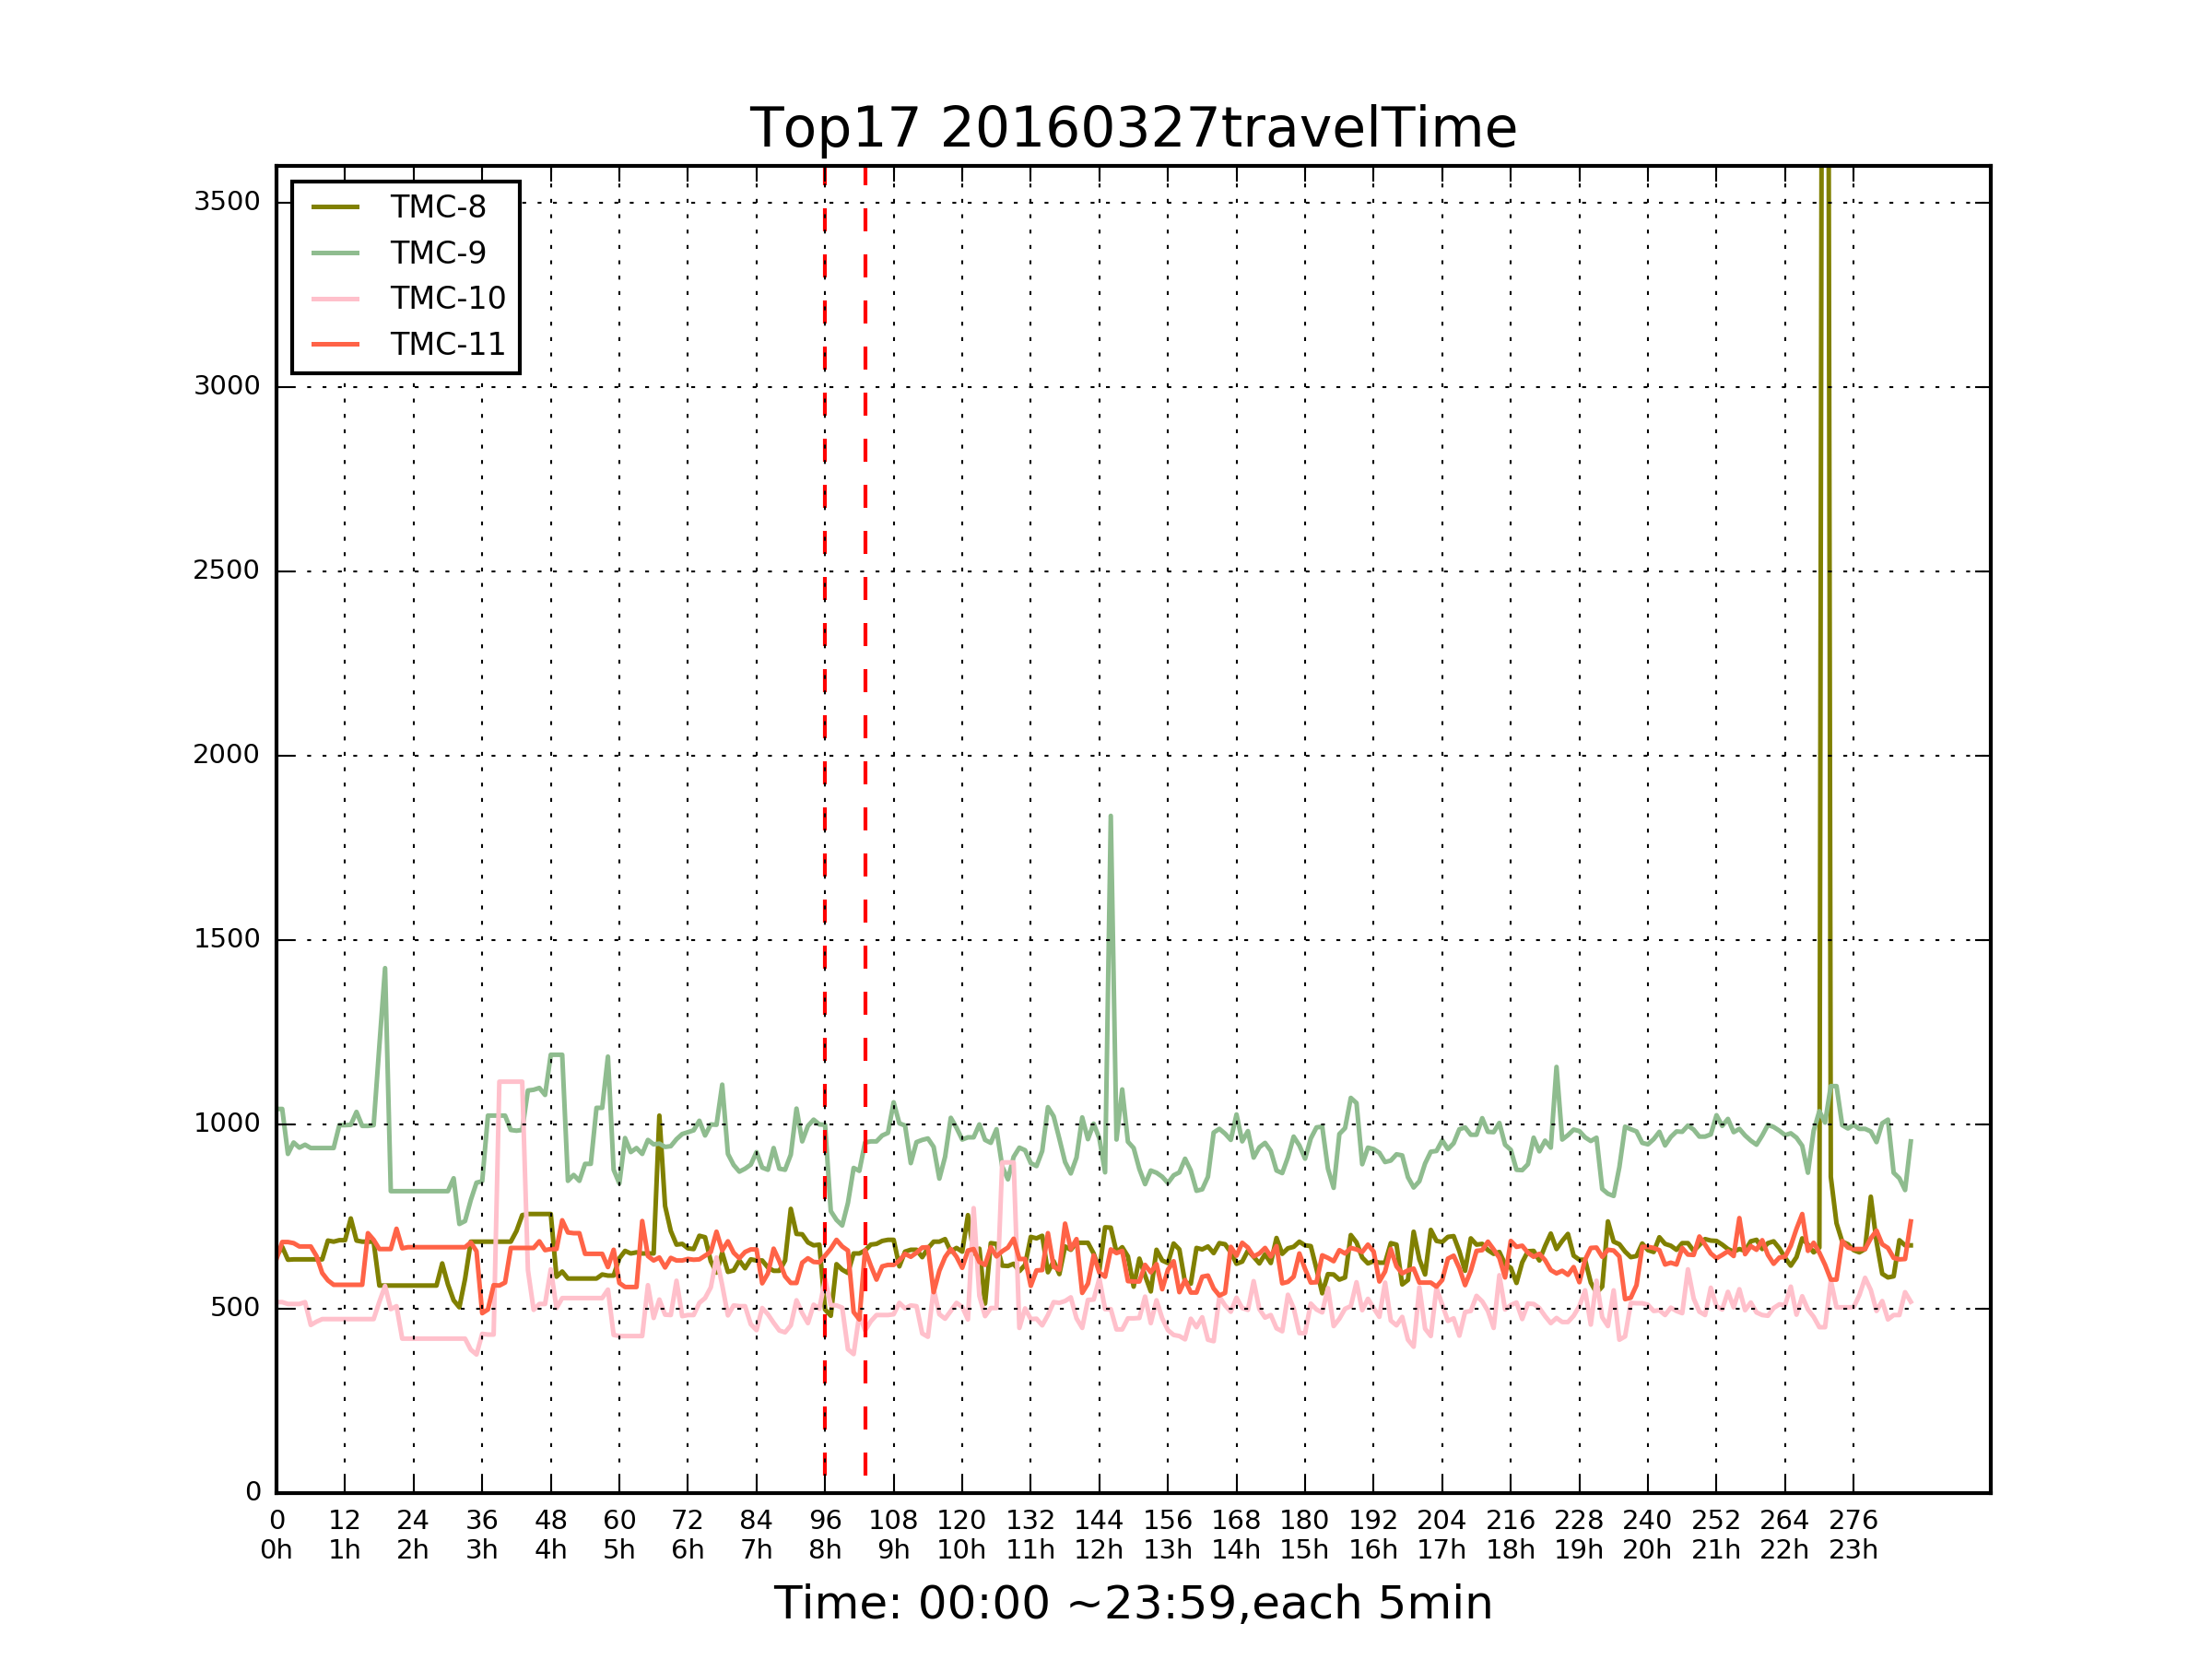 Top17 20160327travelTime
TMC-8
TMC-9
TMC-10
TMC-11
3500
3000
2500
2000
1500
1000
500
0
0 12 24 36 48 60 72 84 96 108 120 132 144 156 168 180 192 204 216 228 240 252 264 276
0h 1h 2h 3h 4h 5h 6h 7h 8h 9h 10h 11h 12h 13h 14h 15h 16h 17h 18h 19h 20h 21h 22h 23h
Time: 00:00 ~23:59,each 5min